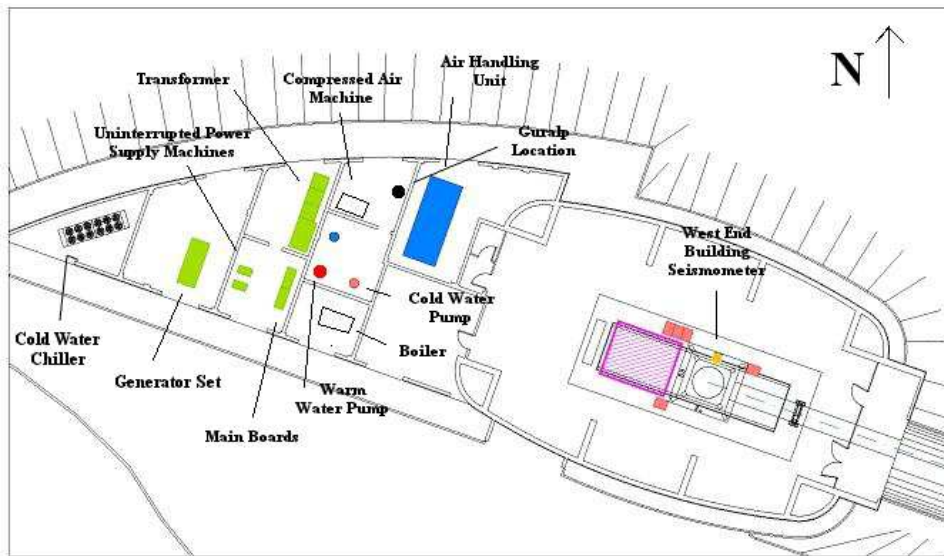 Transformer
Compressed Air
Machine
Air Handling
Unit
N
Uninterrupted Power
Supply Machines
Guralp
Location
West End
Building
Seismometer
Cold Water
Chiller
Generator Set
Main Boards
Warm
Water Pump
Boiler
Cold Water
Pump